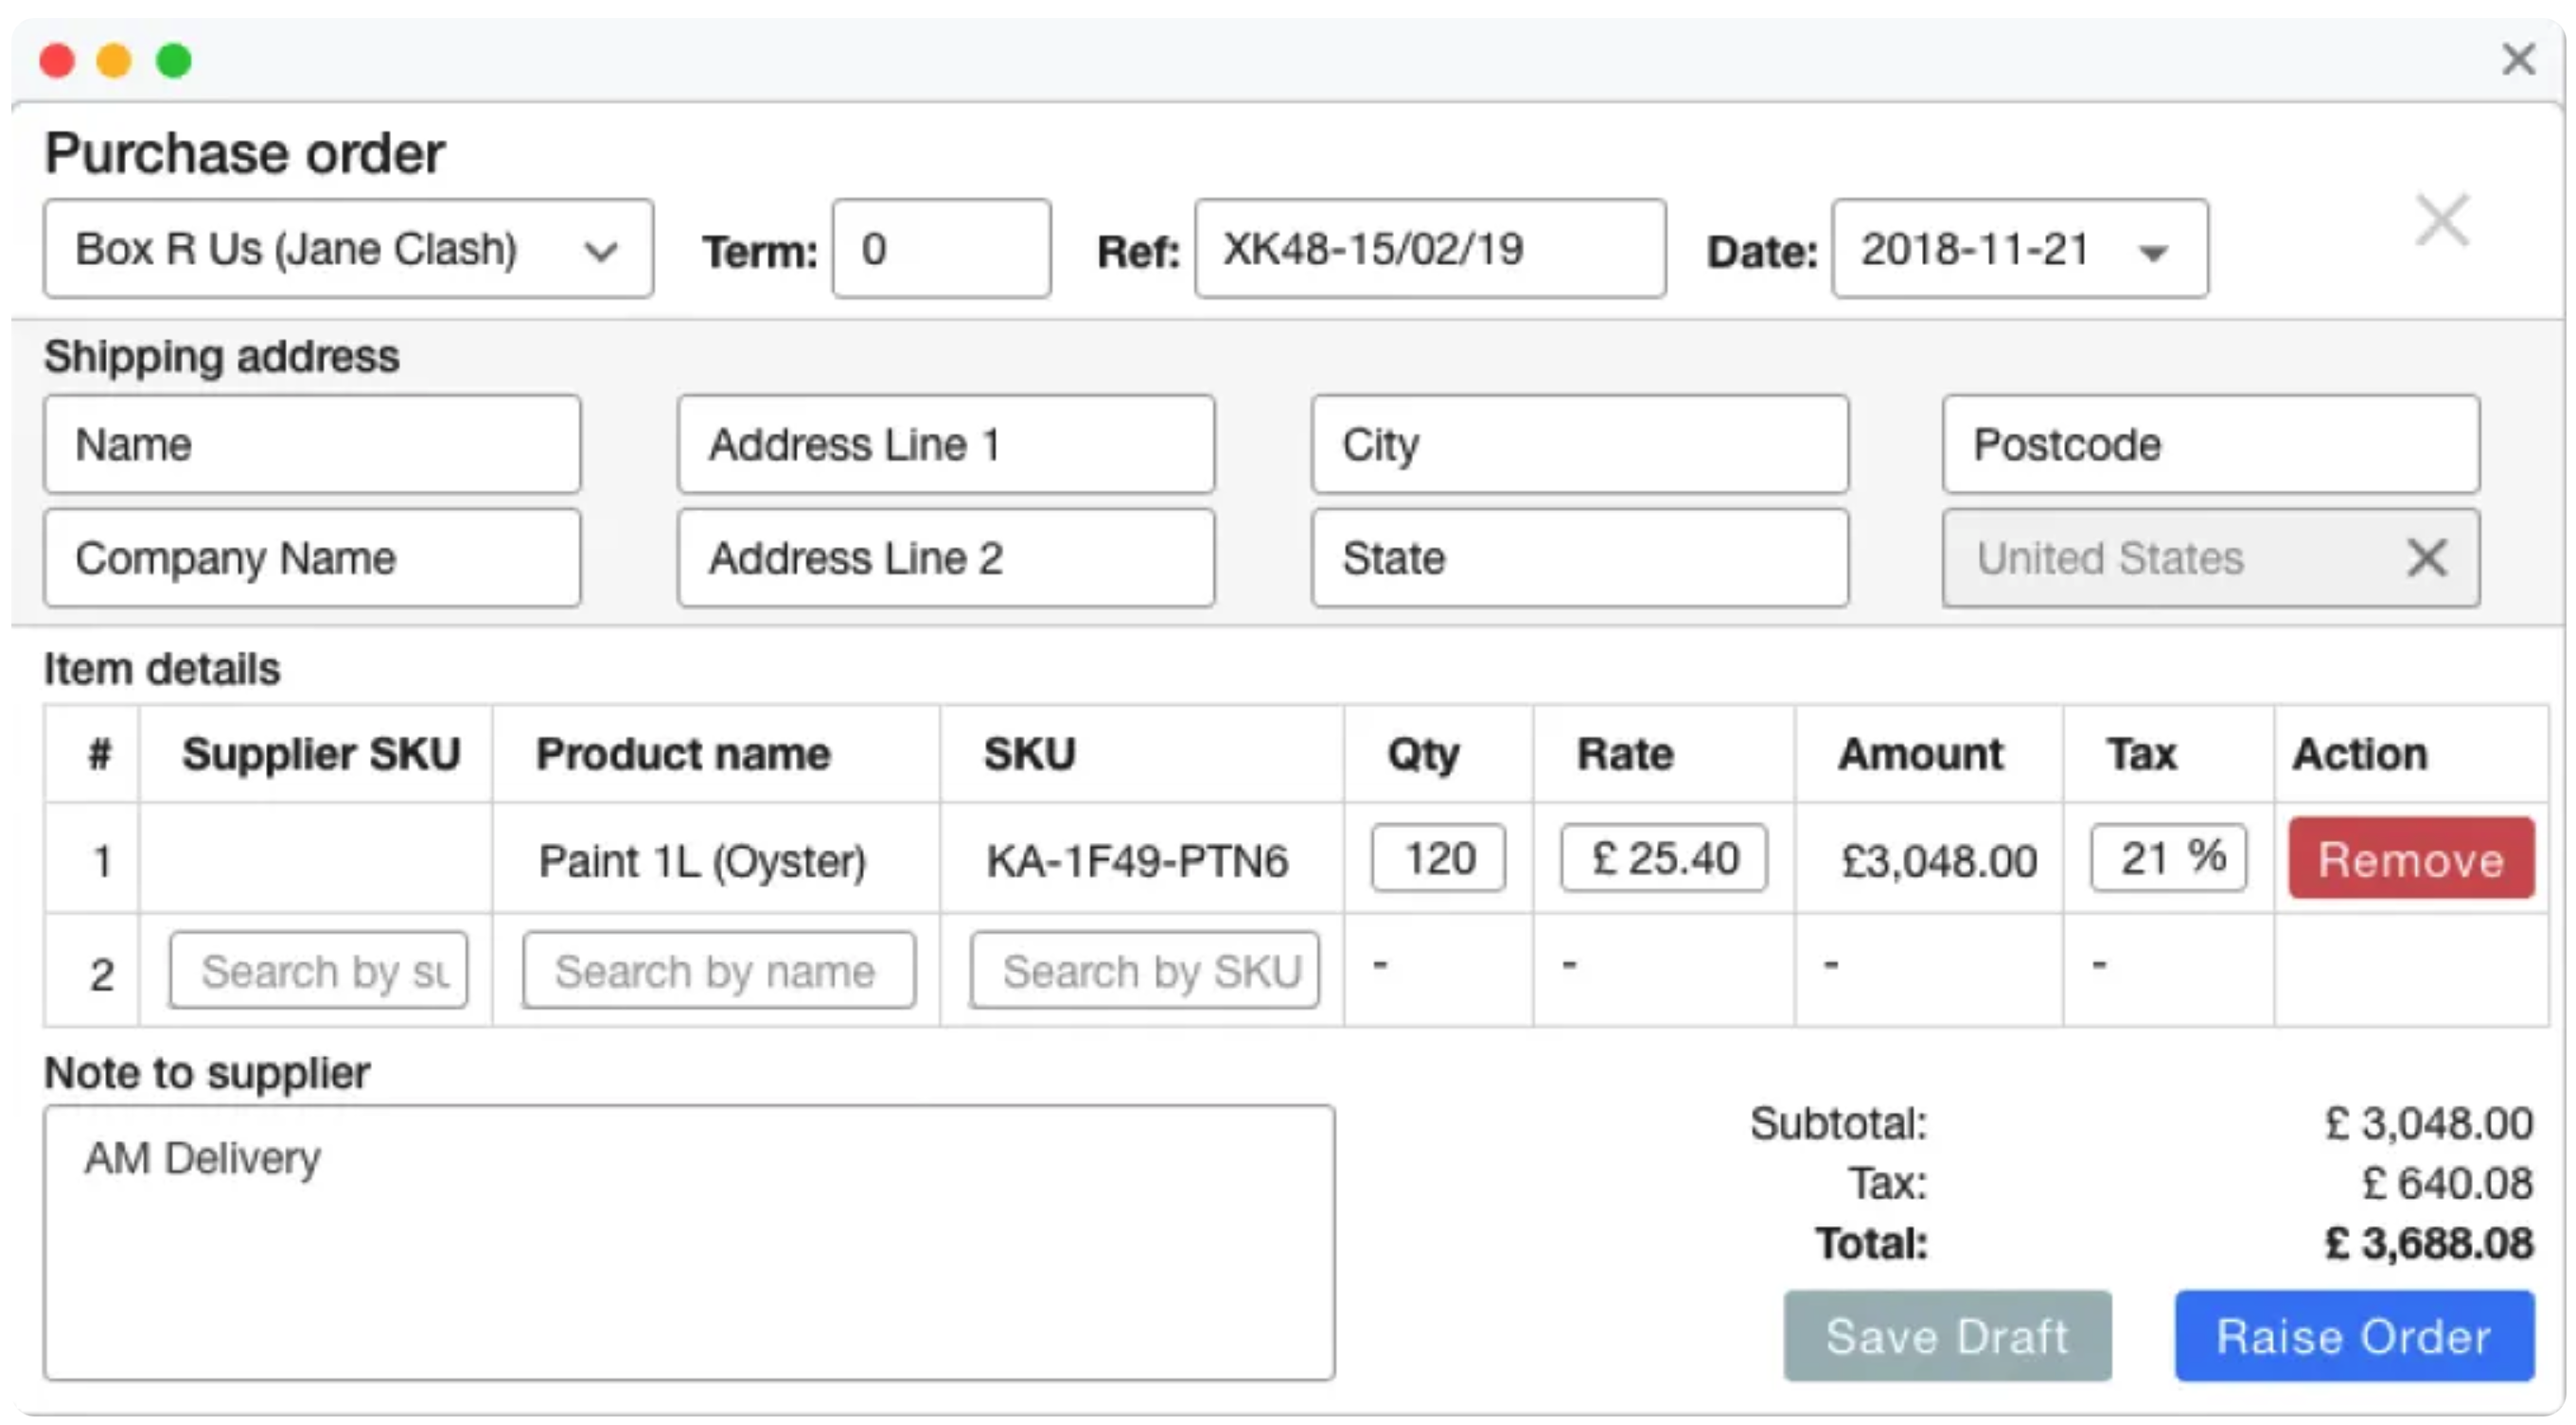 Purchase order
Box R Us (Jane Clash) Term: 0 Ref: XK48-15/02/19 Date: 2018-11-21
Shipping address
Name Address Line 1 City Postcode
Company Name Address Line 2 State United States
Item details
# Supplier SKU Product name SKU Qty Rate Amount Tax Action
1 Paint 1L (Oyster) KA-1F49-PTN6 120 £ 25.40 £3,048.00 21 % Remove
2 Search by su Search by name Search by SKU - - - -
Note to supplier
AM Delivery
Subtotal: £ 3,048.00
Tax: £ 640.08
Total: £ 3,688.08
Save Draft Raise Order